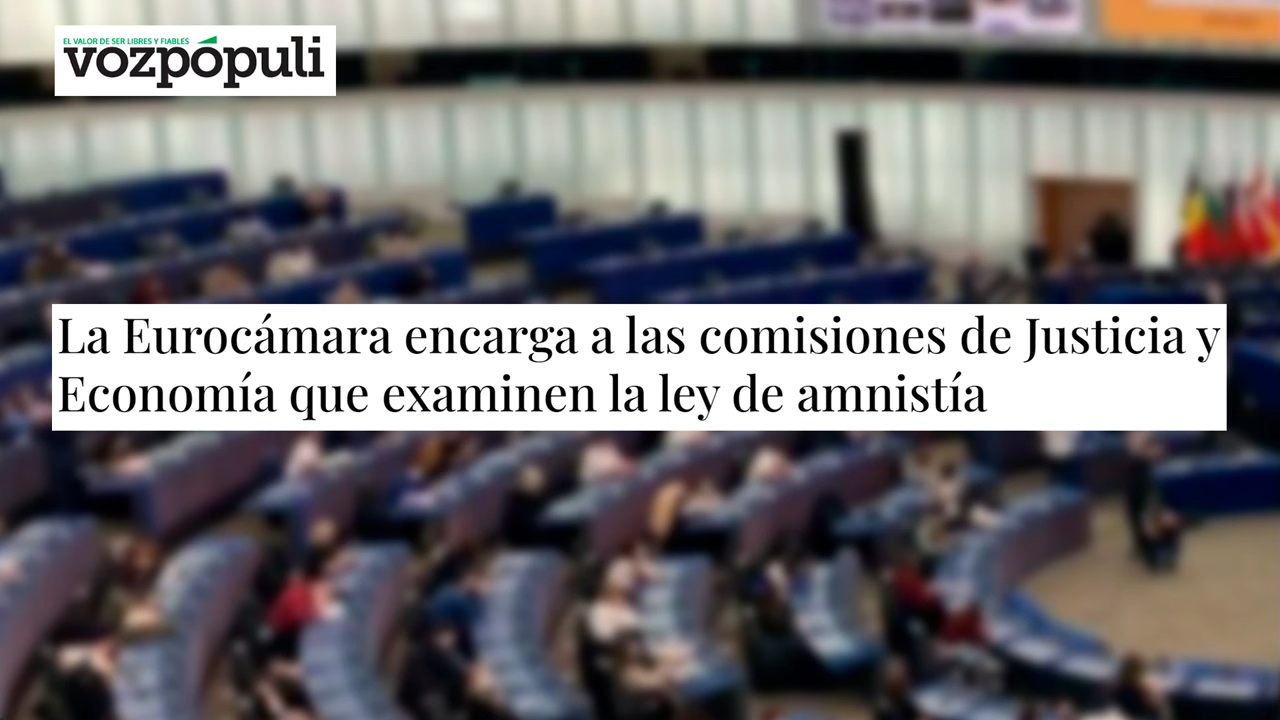 EL VALOR DE SER LIBRES Y FIABLES
vozpópuli
La Eurocámara encarga a las comisiones de Justicia y
Economía que examinen la ley de amnistía